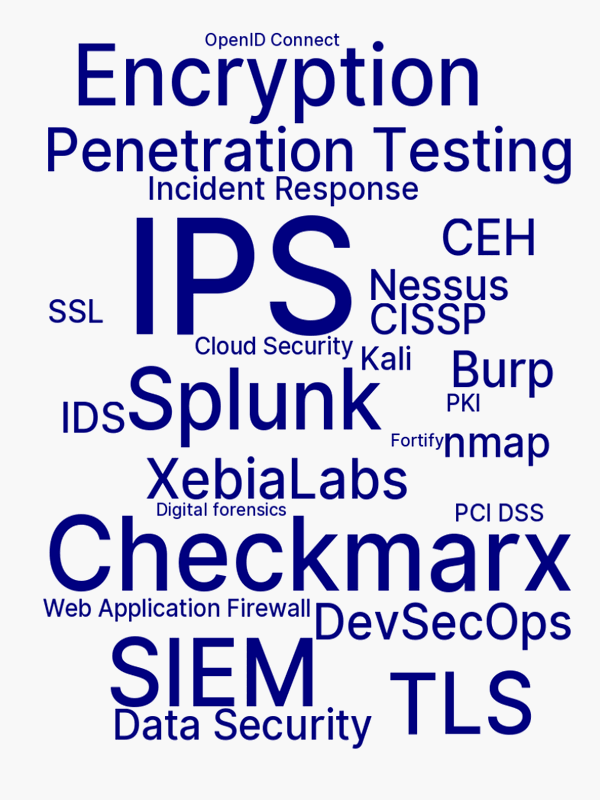 OpenID Connect
Encryption
Penetration Testing
Incident Response
IPS
CEH
Nessus
SSL
CISSP
Cloud Security
Kali
Burp
Splunk
IDS
PKI
Fortify
nmap
XebiaLabs
Digital forensics
PCI DSS
Checkmarx
Web Application Firewall
DevSecOps
SIEM
TLS
Data Security